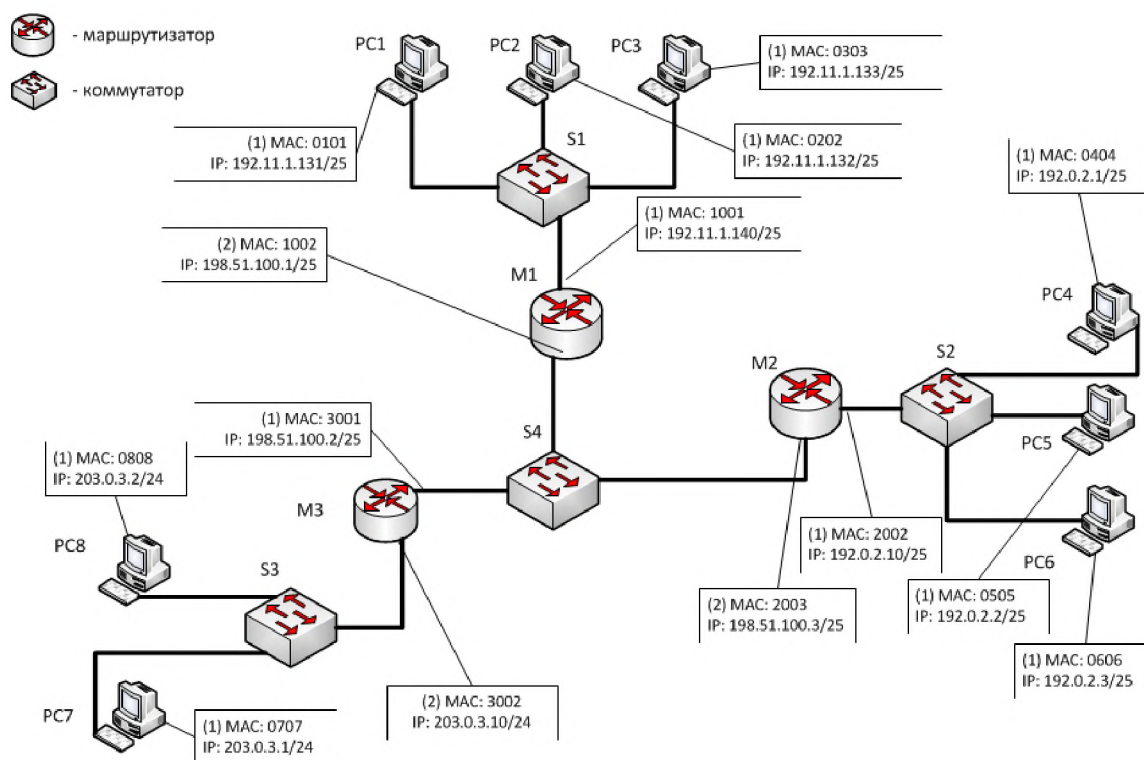 - маршрутизатор
- коммутатор
PC1
PC2
PC3
(1) MAC: 0303
IP: 192.11.1.133/25
(1) MAC: 0101
IP: 192.11.1.131/25
S1
(1) MAC: 0202
IP: 192.11.1.132/25
(1) MAC: 0404
IP: 192.0.2.1/25
(2) MAC: 1002
IP: 198.51.100.1/25
(1) MAC: 1001
IP: 192.11.1.140/25
M1
PC4
M2
S2
(1) MAC: 3001
IP: 198.51.100.2/25
S4
PC5
(1) MAC: 0808
IP: 203.0.3.2/24
M3
PC8
S3
(1) MAC: 2002
IP: 192.0.2.10/25
PC6
(2) MAC: 2003
IP: 198.51.100.3/25
(1) MAC: 0505
IP: 192.0.2.2/25
(1) MAC: 0606
IP: 192.0.2.3/25
(2) MAC: 3002
IP: 203.0.3.10/24
PC7
(1) MAC: 0707
IP: 203.0.3.1/24